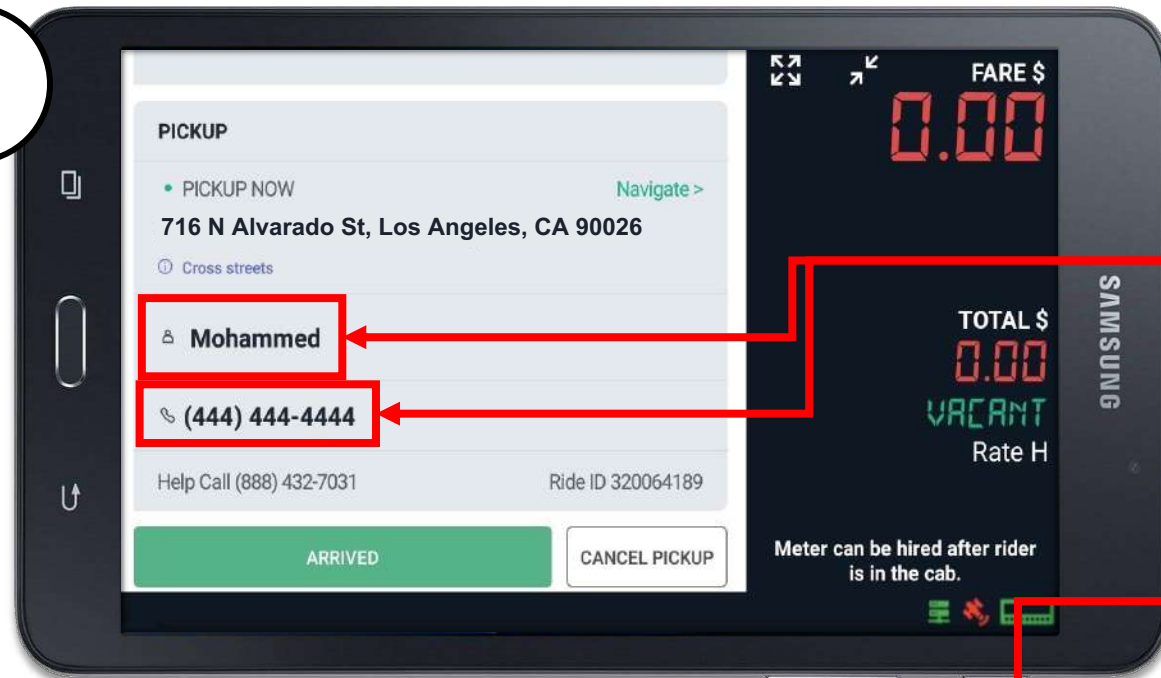 PICKUP
• PICKUP NOW
Navigate >
716 N Alvarado St, Los Angeles, CA 90026
Cross streets
Mohammed
(444) 444-4444
Help Call (888) 432-7031
Ride ID 320064189
ARRIVED
CANCEL PICKUP
FARE $
0.00
TOTAL $
0.00
VACANT
Rate H
Meter can be hired after rider
is in the cab.
SAMSUNG